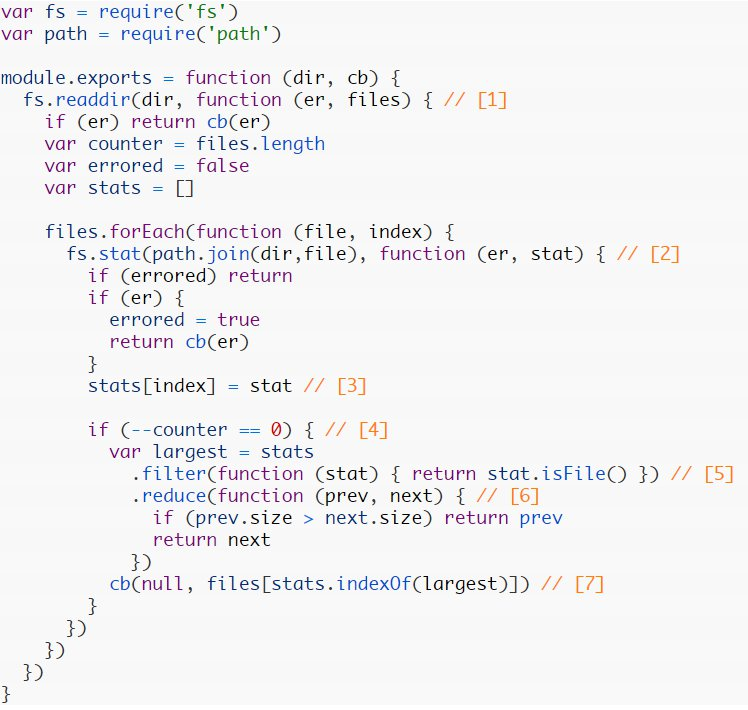 var fs = require('fs')
var path = require('path')

module.exports = function (dir, cb) {
  fs.readdir(dir, function (er, files) { // [1]
    if (er) return cb(er)
    var counter = files.length
    var errored = false
    var stats = []

    files.forEach(function (file, index) {
      fs.stat(path.join(dir,file), function (er, stat) { // [2]
        if (errored) return
        if (er) {
          errored = true
          return cb(er)
        }
        stats[index] = stat // [3]

        if (--counter == 0) { // [4]
          var largest = stats
            .filter(function (stat) { return stat.isFile() }) // [5]
            .reduce(function (prev, next) { // [6]
              if (prev.size > next.size) return prev
              return next
            })
          cb(null, files[stats.indexOf(largest)]) // [7]
        }
      })
    })
  })
}